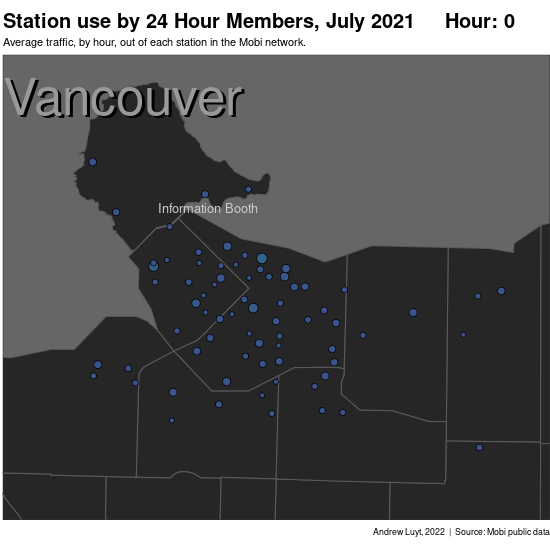 Station use by 24 Hour Members, July 2021 Hour: 0
Average traffic, by hour, out of each station in the Mobi network.
Vancouver
Information Booth
Andrew Luyt, 2022 | Source: Mobi public data